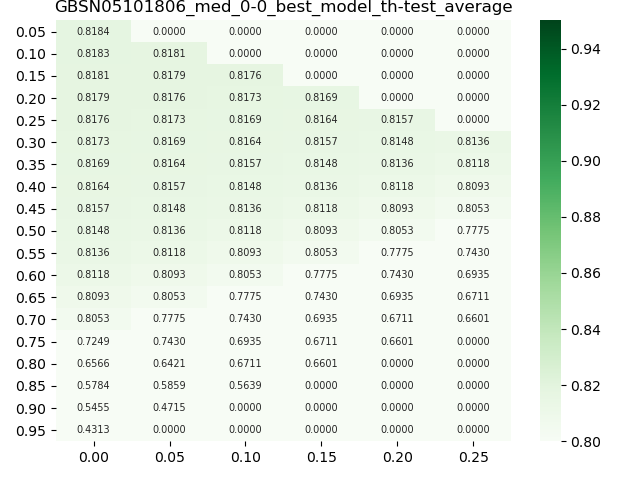 GBSN05101806_med_0-0_best_model_th-test_average
0.05 0.8184 0.0000 0.0000 0.0000 0.0000 0.0000
0.10 0.8183 0.8181 0.0000 0.0000 0.0000 0.0000
0.15 0.8181 0.8179 0.8176 0.0000 0.0000 0.0000
0.20 0.8179 0.8176 0.8173 0.8169 0.0000 0.0000
0.25 0.8176 0.8173 0.8169 0.8164 0.8157 0.0000
0.30 0.8173 0.8169 0.8164 0.8157 0.8148 0.8136
0.35 0.8169 0.8164 0.8157 0.8148 0.8136 0.8118
0.40 0.8164 0.8157 0.8148 0.8136 0.8118 0.8093
0.45 0.8157 0.8148 0.8136 0.8118 0.8093 0.8053
0.50 0.8148 0.8136 0.8118 0.8093 0.8053 0.7775
0.55 0.8136 0.8118 0.8093 0.8053 0.7775 0.7430
0.60 0.8118 0.8093 0.8053 0.7775 0.7430 0.6935
0.65 0.8093 0.8053 0.7775 0.7430 0.6935 0.6711
0.70 0.8053 0.7775 0.7430 0.6935 0.6711 0.6601
0.75 0.7249 0.7430 0.6935 0.6711 0.6601 0.0000
0.80 0.6566 0.6421 0.6711 0.6601 0.0000 0.0000
0.85 0.5784 0.5859 0.5639 0.0000 0.0000 0.0000
0.90 0.5455 0.4715 0.0000 0.0000 0.0000 0.0000
0.95 0.4313 0.0000 0.0000 0.0000 0.0000 0.0000
0.00 0.05 0.10 0.15 0.20 0.25
0.94
0.92
0.90
0.88
0.86
0.84
0.82
0.80